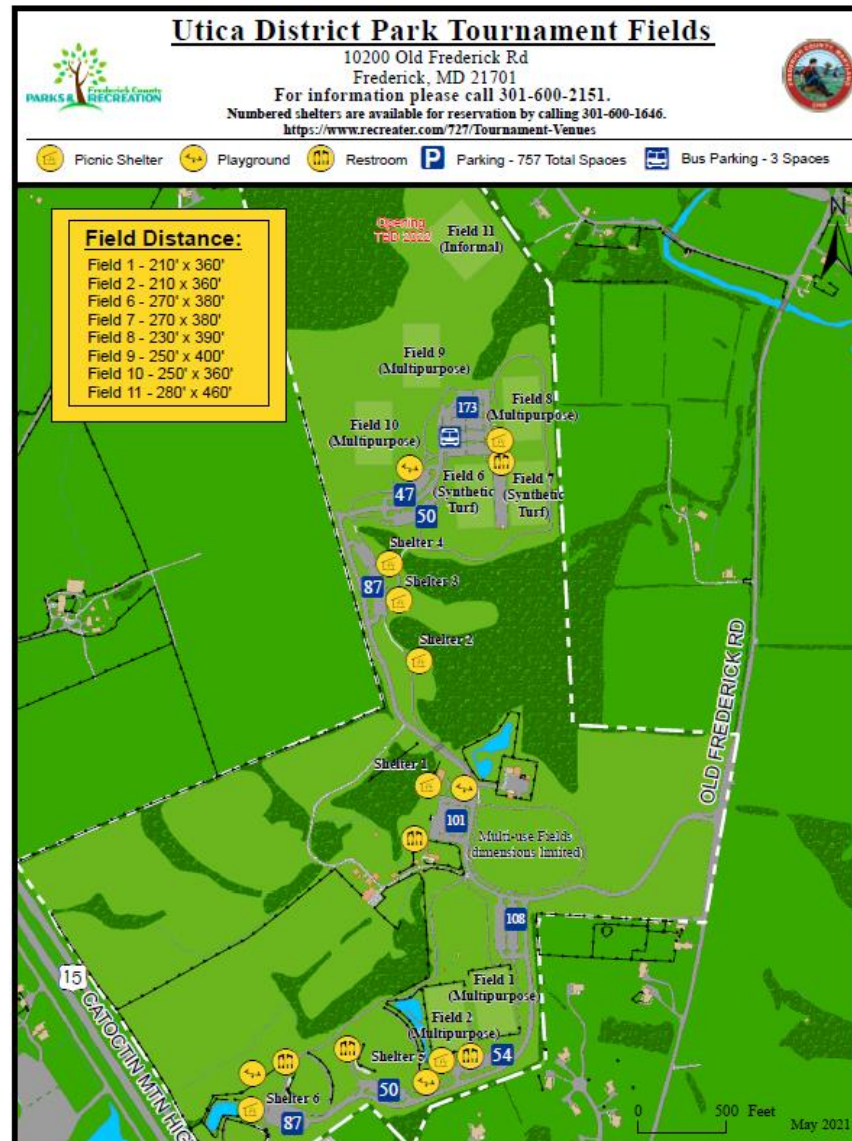 Utica District Park Tournament Fields
10200 Old Frederick Rd
Frederick, MD 21701
For information please call 301-600-2151.
Numbered shelters are available for reservation by calling 301-600-1646.
https://www.recreater.com/727/Tournament-Venues
Frederick County
PARKS & RECREATION
FREDERICK COUNTY, MARYLAND
Picnic Shelter
Playground
Restroom
P Parking - 757 Total Spaces
Bus Parking - 3 Spaces
Field Distance:
Field 1 - 210' x 360'
Field 2 - 210 x 360'
Field 6 - 270' x 380'
Field 7 - 270 x 380'
Field 8 - 230' x 390'
Field 9 - 250' x 400'
Field 10 - 250' x 360'
Field 11 - 280' x 460'
Opening
TBD 2022
Field 11
(Informal)
N
Field 9
(Multipurpose)
173
Field 8
(Multipurpose)
Field 10
(Multipurpose)
Field 6
(Synthetic
Turf)
Field 7
(Synthetic
Turf)
47
50
Shelter 4
87
Shelter 3
Shelter 2
OLD FREDERICK RD
Shelter 1
101
Multi-use Fields
(dimensions limited)
108
15
CATOCTIN MTN HIG
Field 1
(Multipurpose
Field 2
(Multipurpose)
Shelter 5
54
50
Shelter 6
87
0 500 Feet
May 2021